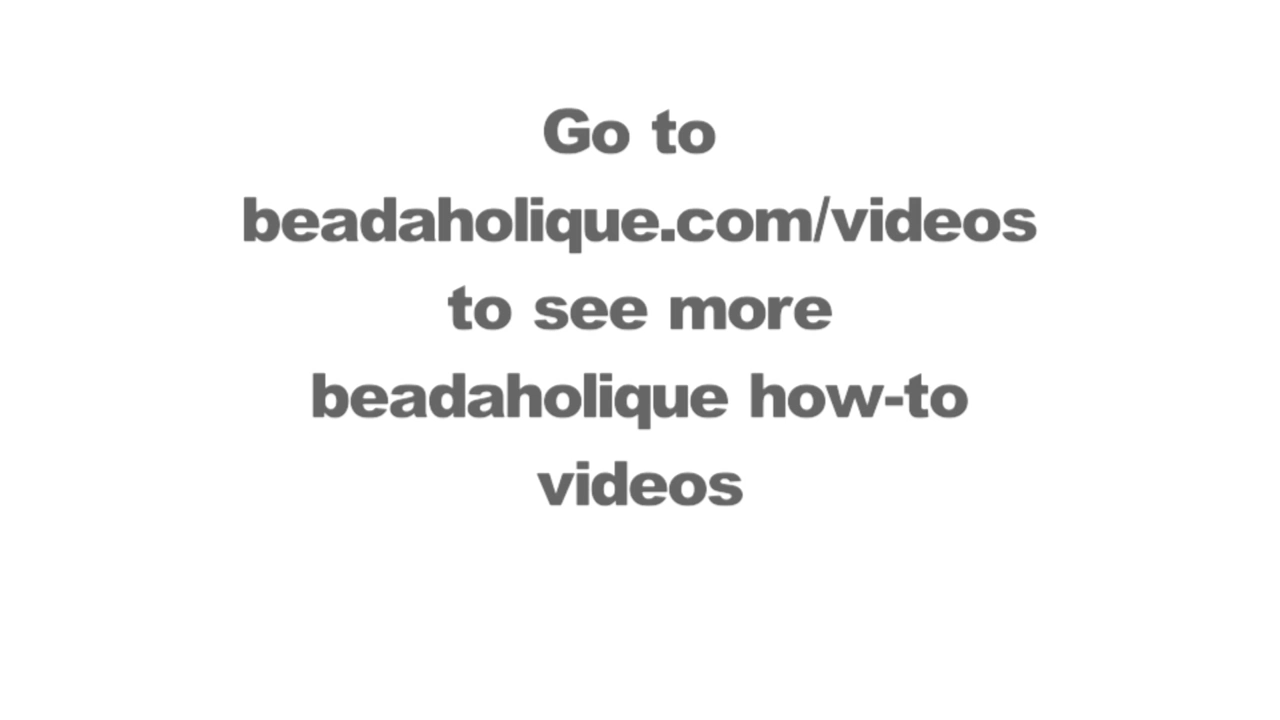 Go to
beadaholique.com/videos
to see more
beadaholique how-to
videos